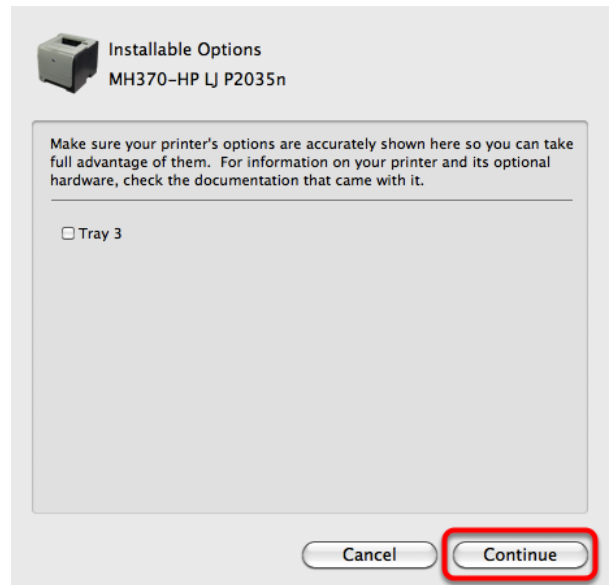 Installable Options
MH370-HP LJ P2035n
Make sure your printer's options are accurately shown here so you can take
full advantage of them.  For information on your printer and its optional
hardware, check the documentation that came with it.
Tray 3
Cancel
Continue